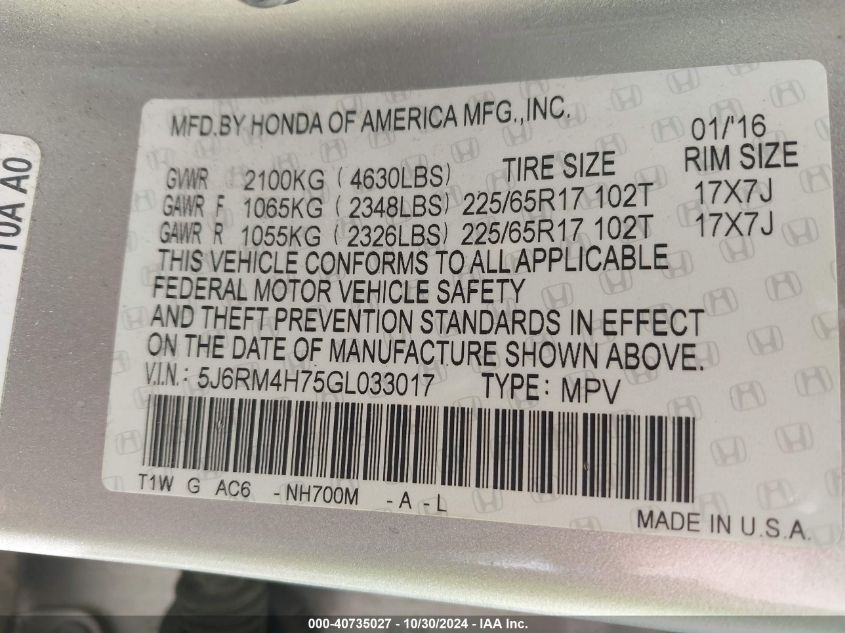 MFD.BY HONDA OF AMERICA MFG.,INC.
01/'16
GVWR 2100KG ( 4630LBS) TIRE SIZE RIM SIZE
GAWR F 1065KG ( 2348LBS) 225/65R17 102T 17X7J
GAWR R 1055KG ( 2326LBS) 225/65R17 102T 17X7J
THIS VEHICLE CONFORMS TO ALL APPLICABLE
FEDERAL MOTOR VEHICLE SAFETY
AND THEFT PREVENTION STANDARDS IN EFFECT
ON THE DATE OF MANUFACTURE SHOWN ABOVE.
V.I.N.: 5J6RM4H75GL033017 TYPE: MPV
T1W G AC6 -NH700M -A -L
MADE IN U.S.A.
10A A0
000-40735027 - 10/30/2024 - IAA Inc.